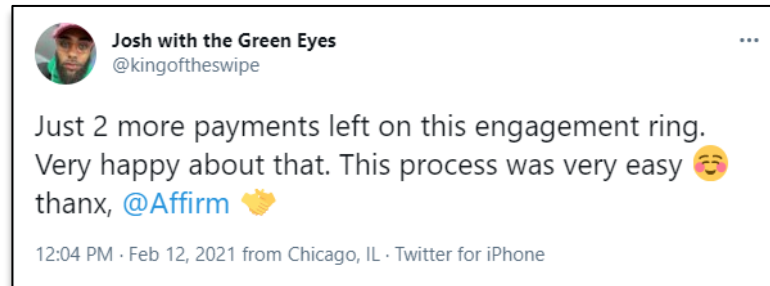 Josh with the Green Eyes
@kingoftheswipe
Just 2 more payments left on this engagement ring.
Very happy about that. This process was very easy ☺️
thanx, @Affirm 🤝
12:04 PM · Feb 12, 2021 from Chicago, IL · Twitter for iPhone